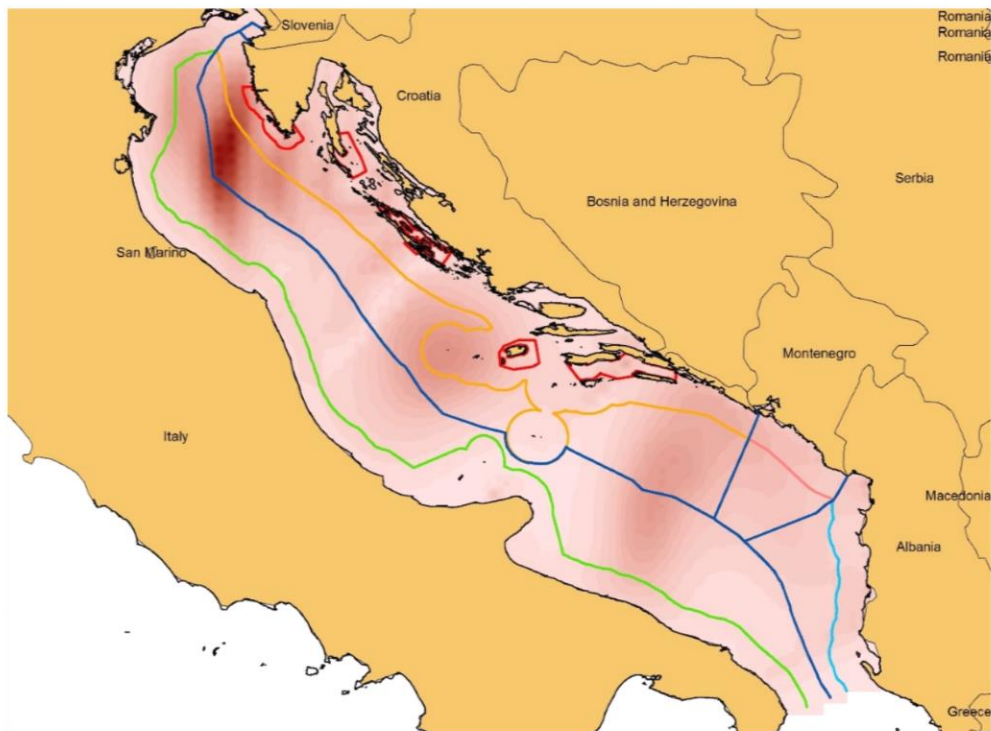 Slovenia
Romania
Romania
Romania
Croatia
Bosnia and Herzegovina
Serbia
San Marino
Montenegro
Italy
Macedonia
Albania
Greece